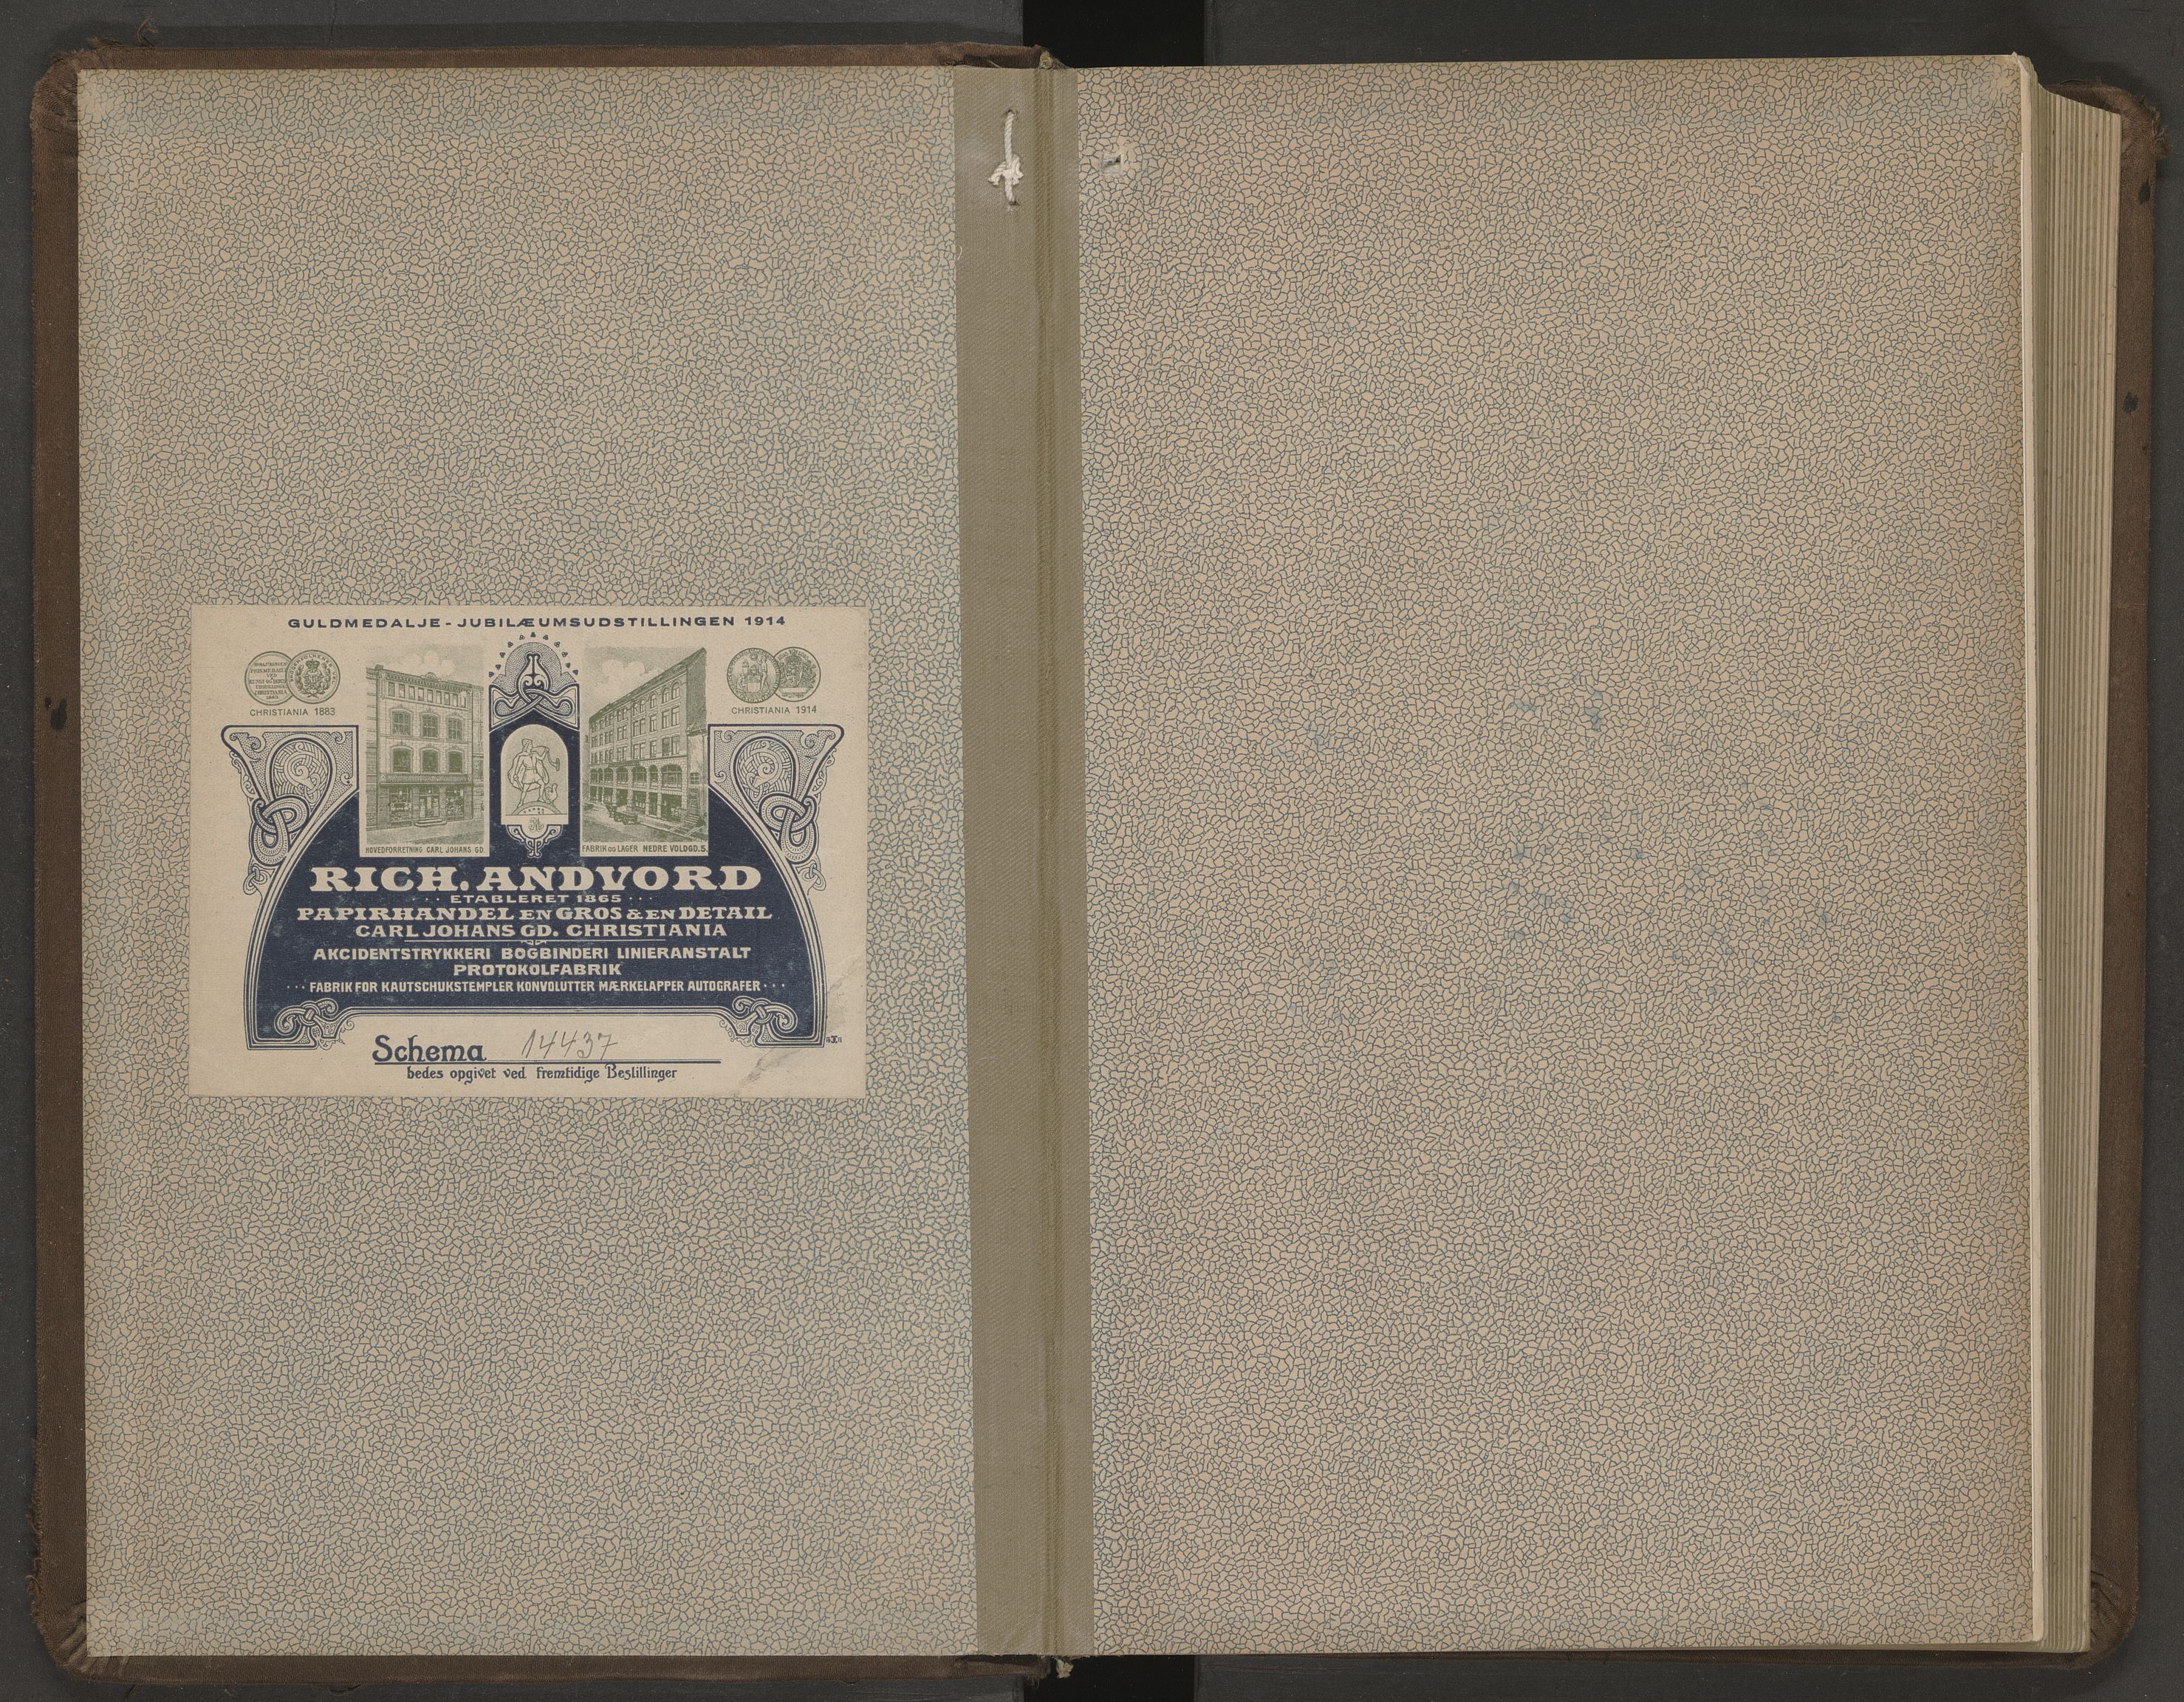 GULDMEDALJE - JUBILÆUMSUDSTILLINGEN 1914
CHRISTIANIA 1883
CHRISTIANIA 1914
HOVEDFORRETNING CARL JOHANS GD.
FABRIK OG LAGER NEDRE VOLDGD. 5.
RICH. ANDVORD
· · ETABLERET 1865 · · ·
PAPIRHANDEL EN GROS & EN DETAIL
CARL JOHANS GD. CHRISTIANIA
AKCIDENTSTRYKKERI BOGBINDERI LINIERANSTALT
PROTOKOLFABRIK
· · · FABRIK FOR KAUTSCHUKSTEMPLER KONVOLUTTER MÆRKELAPPER AUTOGRAFER · · ·
Schema 14437
bedes opgivet ved fremtidige Bestillinger